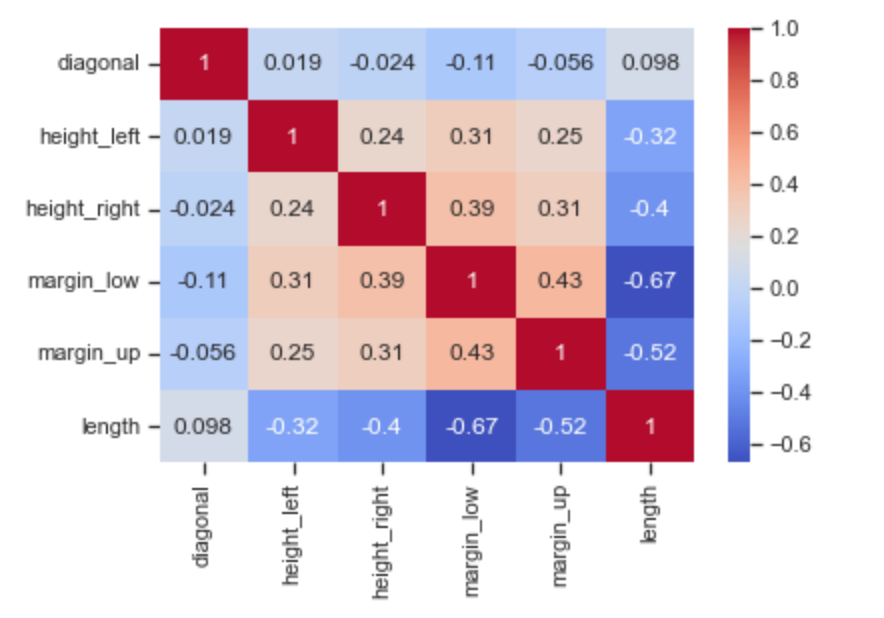 diagonal 1 0.019 -0.024 -0.11 -0.056 0.098
height_left 0.019 1 0.24 0.31 0.25 -0.32
height_right -0.024 0.24 1 0.39 0.31 -0.4
margin_low -0.11 0.31 0.39 1 0.43 -0.67
margin_up -0.056 0.25 0.31 0.43 1 -0.52
length 0.098 -0.32 -0.4 -0.67 -0.52 1
diagonal
height_left
height_right
margin_low
margin_up
length
1.0
0.8
0.6
0.4
0.2
0.0
−0.2
−0.4
−0.6